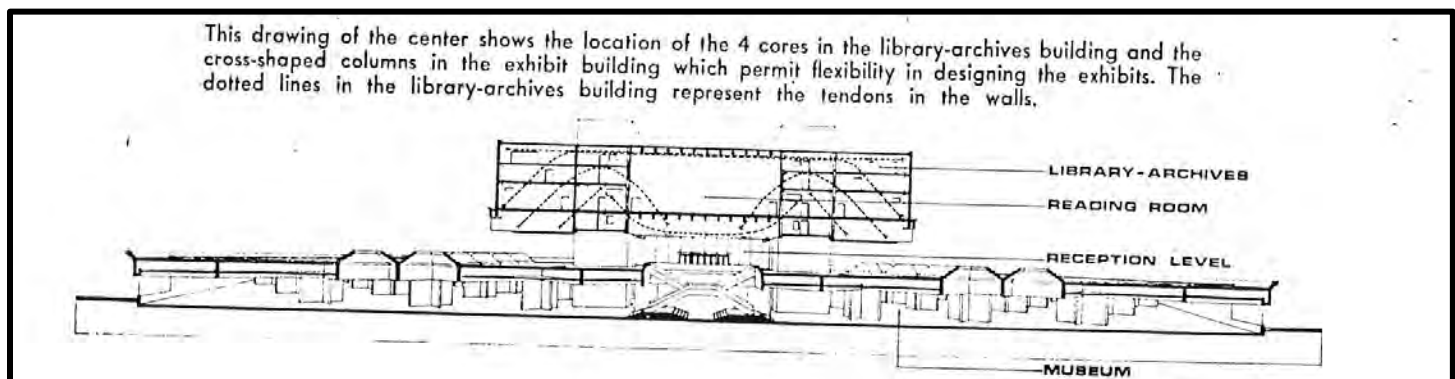 This drawing of the center shows the location of the 4 cores in the library-archives building and the
cross-shaped columns in the exhibit building which permit flexibility in designing the exhibits. The
dotted lines in the library-archives building represent the tendons in the walls.
LIBRARY-ARCHIVES
READING ROOM
RECEPTION LEVEL
MUSEUM